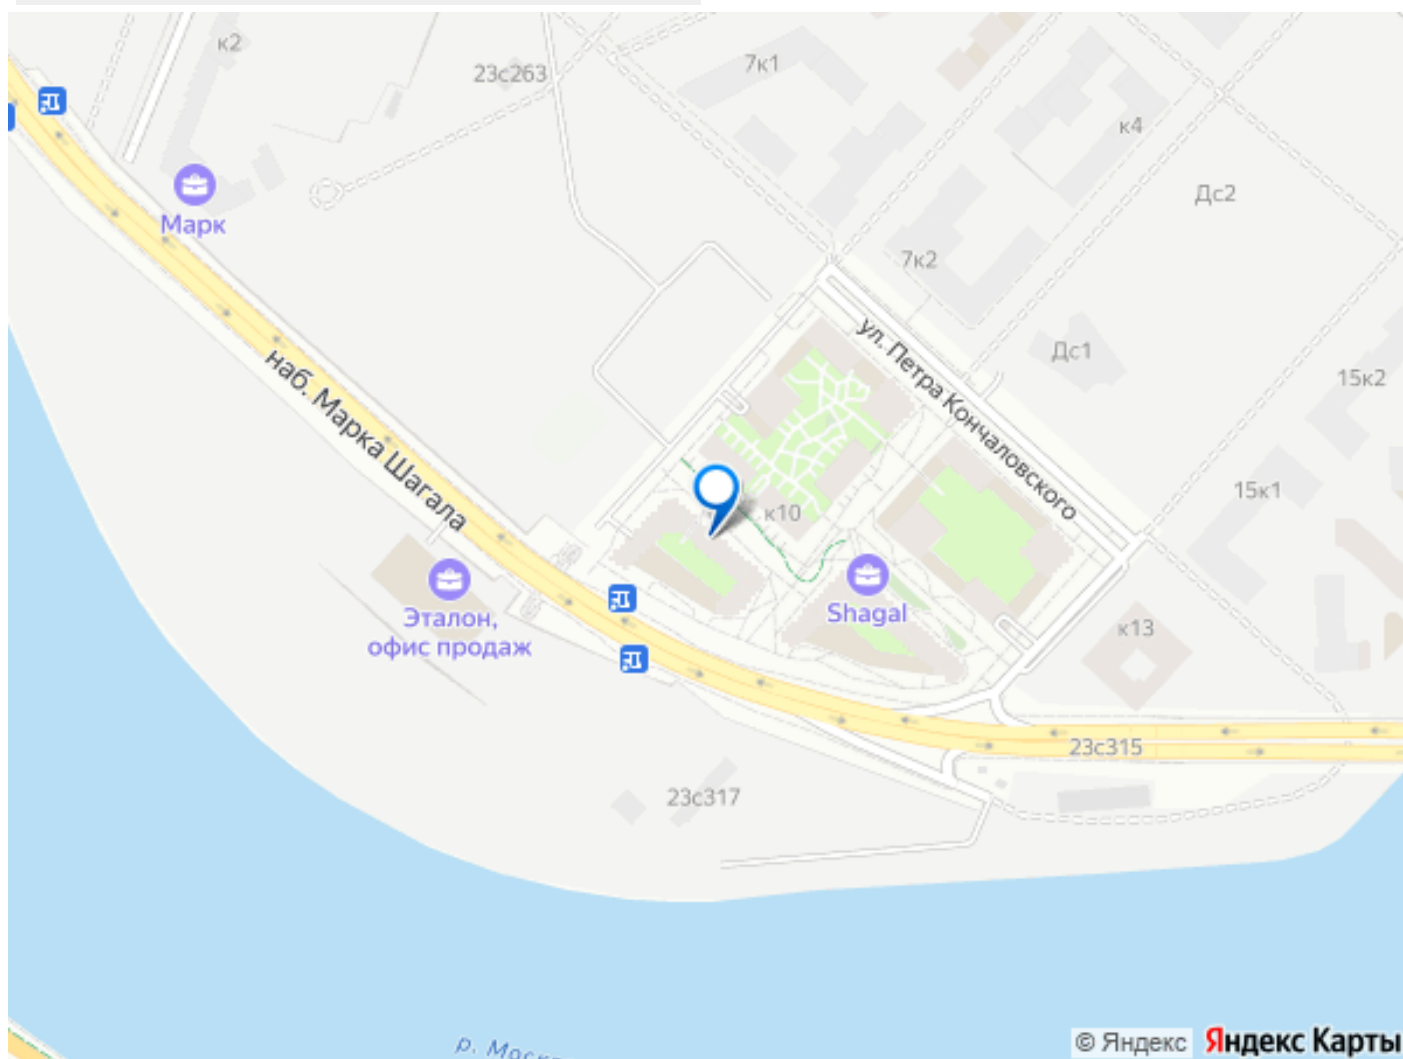 к2
23с263
7к1
к4
Марк
Дс2
7к2
ул. Петра Кончаловского
Дс1
15к2
наб. Марка Шагала
15к1
к10
Shagal
Эталон,
офис продаж
к13
23с315
23с317
р. Моск
© Яндекс Яндекс Карты